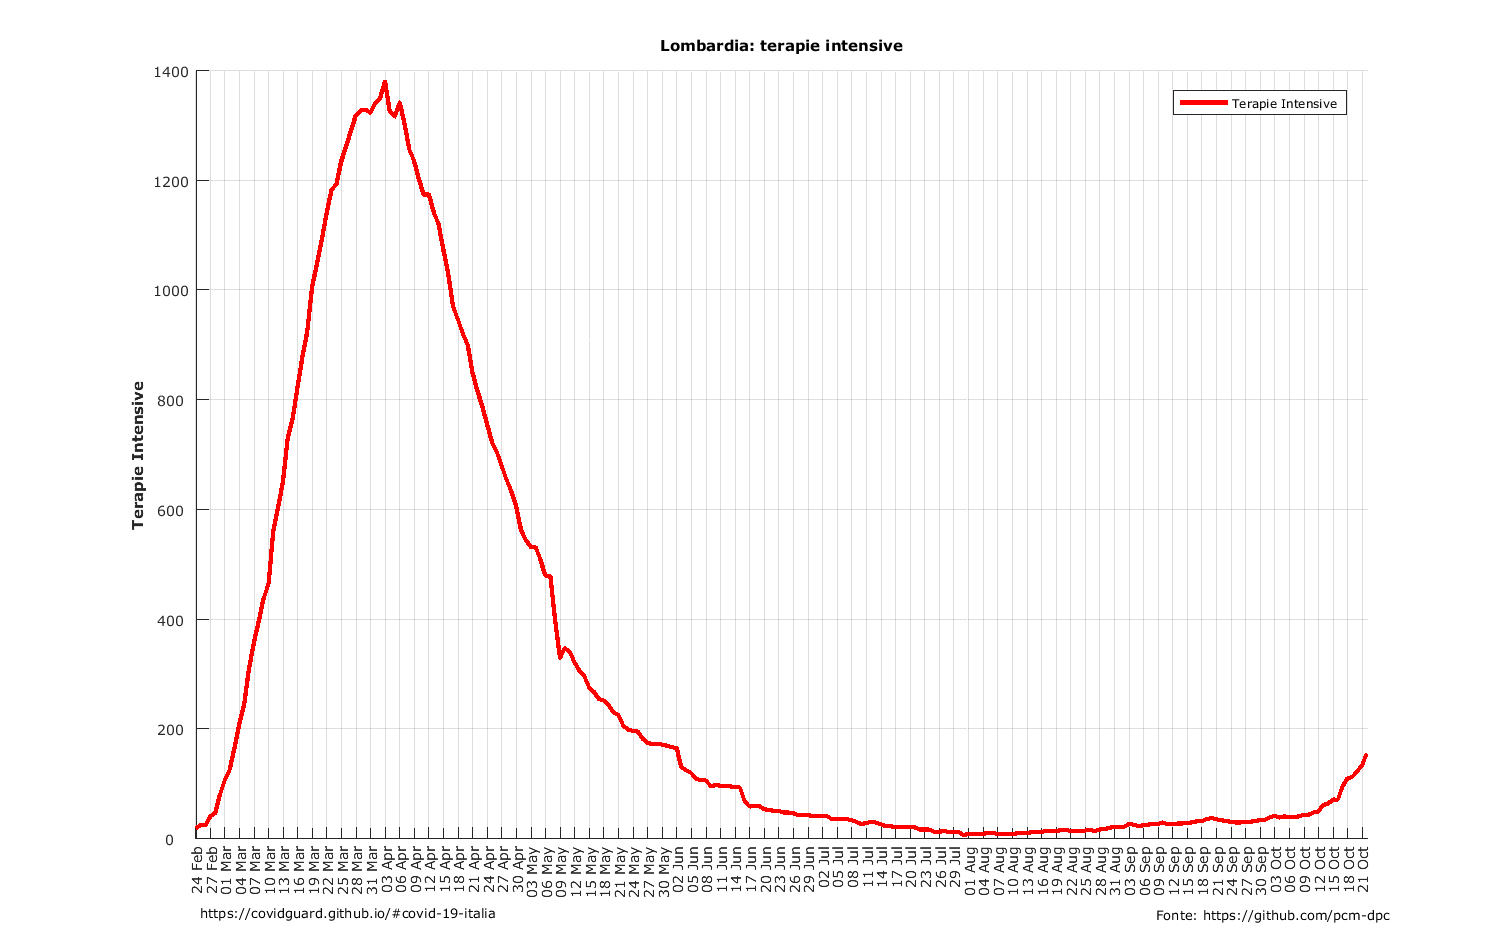 Lombardia: terapie intensive
Terapie Intensive
Terapie Intensive
1400
1200
1000
800
600
400
200
0
24 Feb
27 Feb
01 Mar
04 Mar
07 Mar
10 Mar
13 Mar
16 Mar
19 Mar
22 Mar
25 Mar
28 Mar
31 Mar
03 Apr
06 Apr
09 Apr
12 Apr
15 Apr
18 Apr
21 Apr
24 Apr
27 Apr
30 Apr
03 May
06 May
09 May
12 May
15 May
18 May
21 May
24 May
27 May
30 May
02 Jun
05 Jun
08 Jun
11 Jun
14 Jun
17 Jun
20 Jun
23 Jun
26 Jun
29 Jun
02 Jul
05 Jul
08 Jul
11 Jul
14 Jul
17 Jul
20 Jul
23 Jul
26 Jul
29 Jul
01 Aug
04 Aug
07 Aug
10 Aug
13 Aug
16 Aug
19 Aug
22 Aug
25 Aug
28 Aug
31 Aug
03 Sep
06 Sep
09 Sep
12 Sep
15 Sep
18 Sep
21 Sep
24 Sep
27 Sep
30 Sep
03 Oct
06 Oct
09 Oct
12 Oct
15 Oct
18 Oct
21 Oct
https://covidguard.github.io/#covid-19-italia
Fonte: https://github.com/pcm-dpc